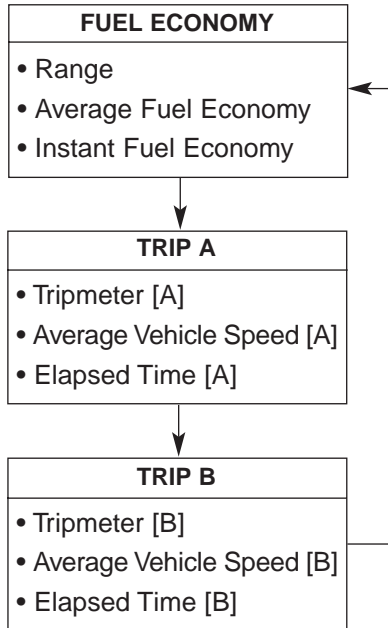 FUEL ECONOMY
• Range
• Average Fuel Economy
• Instant Fuel Economy
TRIP A
• Tripmeter [A]
• Average Vehicle Speed [A]
• Elapsed Time [A]
TRIP B
• Tripmeter [B]
• Average Vehicle Speed [B]
• Elapsed Time [B]